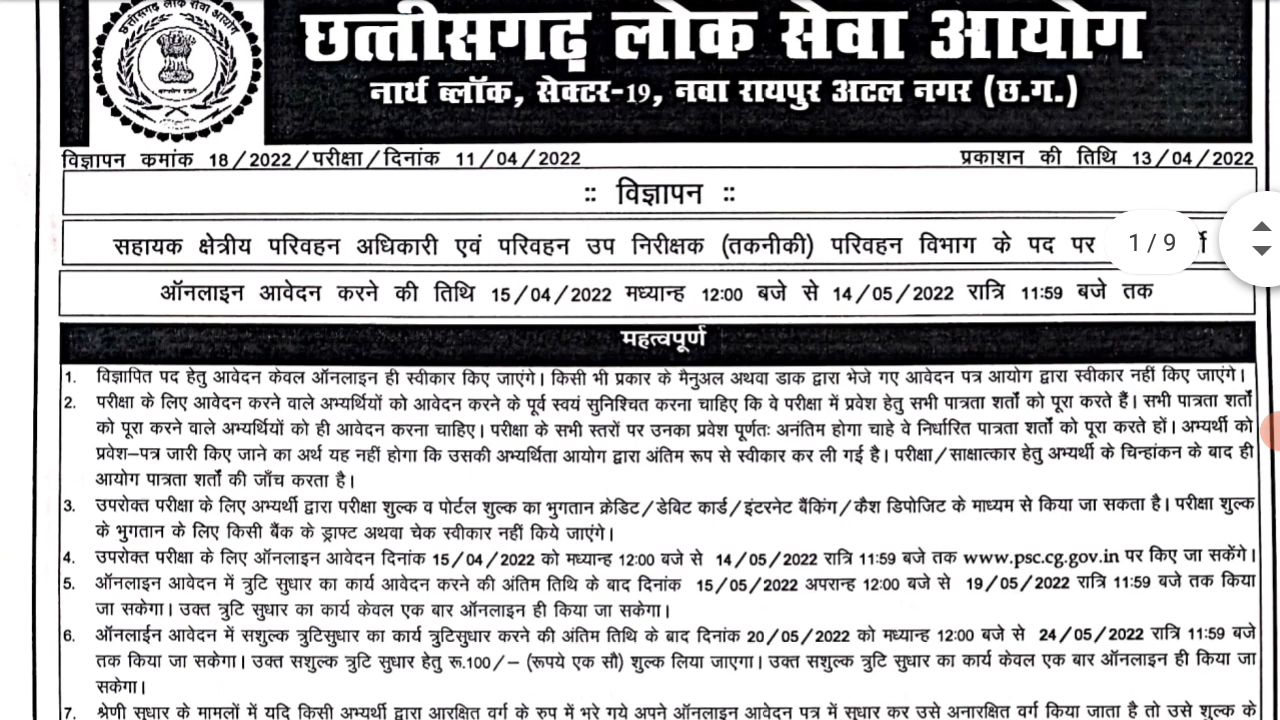 छत्तीसगढ़ लोक सेवा आयोग
नार्थ ब्लॉक, सेक्टर-19, नवा रायपुर अटल नगर (छ.ग.)
विज्ञापन कमांक 18/2022/परीक्षा/दिनांक 11/04/2022 प्रकाशन की तिथि 13/04/2022
:: विज्ञापन ::
सहायक क्षेत्रीय परिवहन अधिकारी एवं परिवहन उप निरीक्षक (तकनीकी) परिवहन विभाग के पद पर
1/9
ऑनलाइन आवेदन करने की तिथि 15/04/2022 मध्यान्ह 12:00 बजे से 14/05/2022 रात्रि 11:59 बजे तक
महत्वपूर्ण
1. विज्ञापित पद हेतु आवेदन केवल ऑनलाइन ही स्वीकार किए जाएंगे। किसी भी प्रकार के मैनुअल अथवा डाक द्वारा भेजे गए आवेदन पत्र आयोग द्वारा स्वीकार नहीं किए जाएंगे।
2. परीक्षा के लिए आवेदन करने वाले अभ्यर्थियों को आवेदन करने के पूर्व स्वयं सुनिश्चित करना चाहिए कि वे परीक्षा में प्रवेश हेतु सभी पात्रता शर्तों को पूरा करते हैं। सभी पात्रता शर्तों
को पूरा करने वाले अभ्यर्थियों को ही आवेदन करना चाहिए। परीक्षा के सभी स्तरों पर उनका प्रवेश पूर्णतः अनंतिम होगा चाहे वे निर्धारित पात्रता शर्तों को पूरा करते हों। अभ्यर्थी को
प्रवेश–पत्र जारी किए जाने का अर्थ यह नहीं होगा कि उसकी अभ्यर्थिता आयोग द्वारा अंतिम रूप से स्वीकार कर ली गई है। परीक्षा/साक्षात्कार हेतु अभ्यर्थी के चिन्हांकन के बाद ही
आयोग पात्रता शर्तों की जाँच करता है।
3. उपरोक्त परीक्षा के लिए अभ्यर्थी द्वारा परीक्षा शुल्क व पोर्टल शुल्क का भुगतान क्रेडिट/डेबिट कार्ड/इंटरनेट बैंकिंग/कैश डिपोजिट के माध्यम से किया जा सकता है। परीक्षा शुल्क
के भुगतान के लिए किसी बैंक के ड्राफ्ट अथवा चेक स्वीकार नहीं किये जाएंगे।
4. उपरोक्त परीक्षा के लिए ऑनलाइन आवेदन दिनांक 15/04/2022 को मध्यान्ह 12:00 बजे से 14/05/2022 रात्रि 11:59 बजे तक www.psc.cg.gov.in पर किए जा सकेंगे।
5. ऑनलाइन आवेदन में त्रुटि सुधार का कार्य आवेदन करने की अंतिम तिथि के बाद दिनांक 15/05/2022 अपरान्ह 12:00 बजे से 19/05/2022 रात्रि 11:59 बजे तक किया
जा सकेगा। उक्त त्रुटि सुधार का कार्य केवल एक बार ऑनलाइन ही किया जा सकेगा।
6. ऑनलाईन आवेदन में सशुल्क त्रुटिसुधार का कार्य त्रुटिसुधार करने की अंतिम तिथि के बाद दिनांक 20/05/2022 को मध्यान्ह 12:00 बजे से 24/05/2022 रात्रि 11:59 बजे
तक किया जा सकेगा। उक्त सशुल्क त्रुटि सुधार हेतु रू.100/– (रूपये एक सौ) शुल्क लिया जाएगा। उक्त सशुल्क त्रुटि सुधार का कार्य केवल एक बार ऑनलाइन ही किया जा
सकेगा।
7. श्रेणी सुधार के मामलों में यदि किसी अभ्यर्थी द्वारा आरक्षित वर्ग के रुप में भरे गये अपने ऑनलाइन आवेदन पत्र में सुधार कर उसे अनारक्षित वर्ग किया जाता है तो उसे शुल्क के